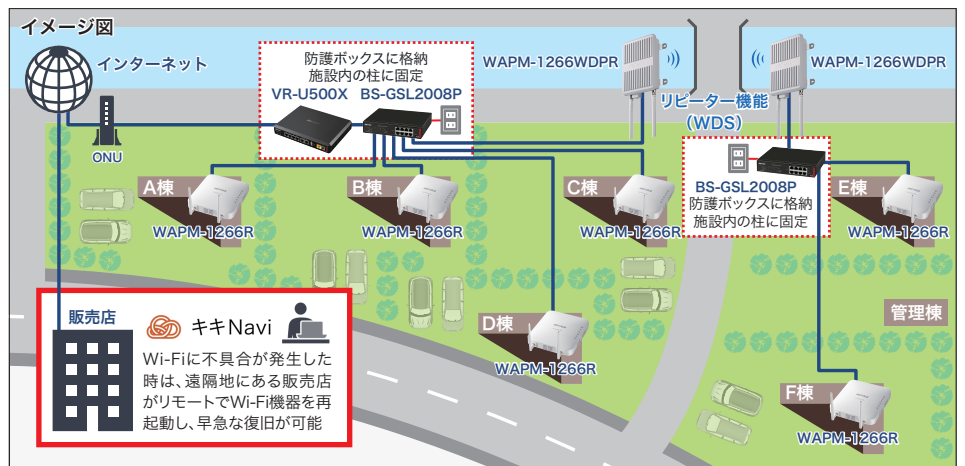 イメージ図
インターネット
ONU
防護ボックスに格納
施設内の柱に固定
VR-U500X BS-GSL2008P
WAPM-1266WDPR
WAPM-1266WDPR
リピーター機能
(WDS)
A棟
WAPM-1266R
B棟
WAPM-1266R
C棟
WAPM-1266R
BS-GSL2008P
防護ボックスに格納
施設内の柱に固定
E棟
WAPM-1266R
D棟
WAPM-1266R
管理棟
F棟
WAPM-1266R
販売店
キキNavi
Wi-Fiに不具合が発生した
時は、遠隔地にある販売店
がリモートでWi-Fi機器を再
起動し、早急な復旧が可能